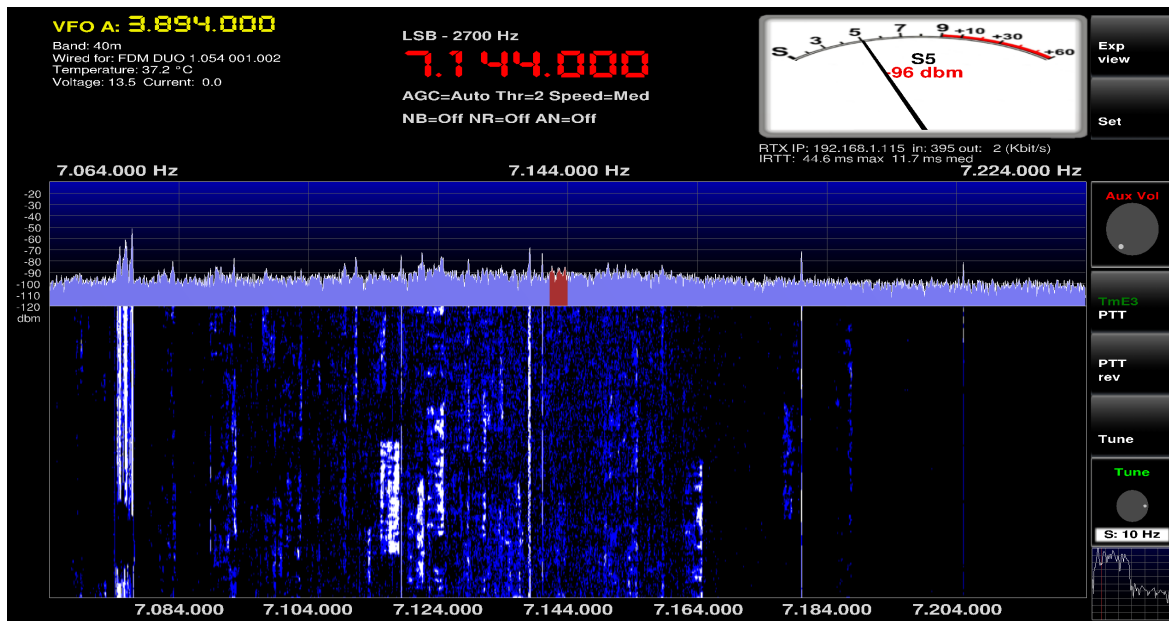 VFO A: 3.894.000
Band: 40m
Wired for: FDM DUO 1.054 001.002
Temperature: 37.2 °C
Voltage: 13.5 Current: 0.0
LSB - 2700 Hz
7.144.000
AGC=Auto Thr=2 Speed=Med
NB=Off NR=Off AN=Off
S 3 5 7 9 +10 +30 +60
S5
-96 dbm
RTX IP: 192.168.1.115 in: 395 out: 2 (Kbit/s)
IRTT: 44.6 ms max 11.7 ms med
Exp
view
Set
7.064.000 Hz 7.144.000 Hz 7.224.000 Hz
-20
-30
-40
-50
-60
-70
-80
-90
-100
-110
-120
dbm
Aux Vol
TmE3
PTT
PTT
rev
Tune
Tune
S: 10 Hz
7.084.000 7.104.000 7.124.000 7.144.000 7.164.000 7.184.000 7.204.000